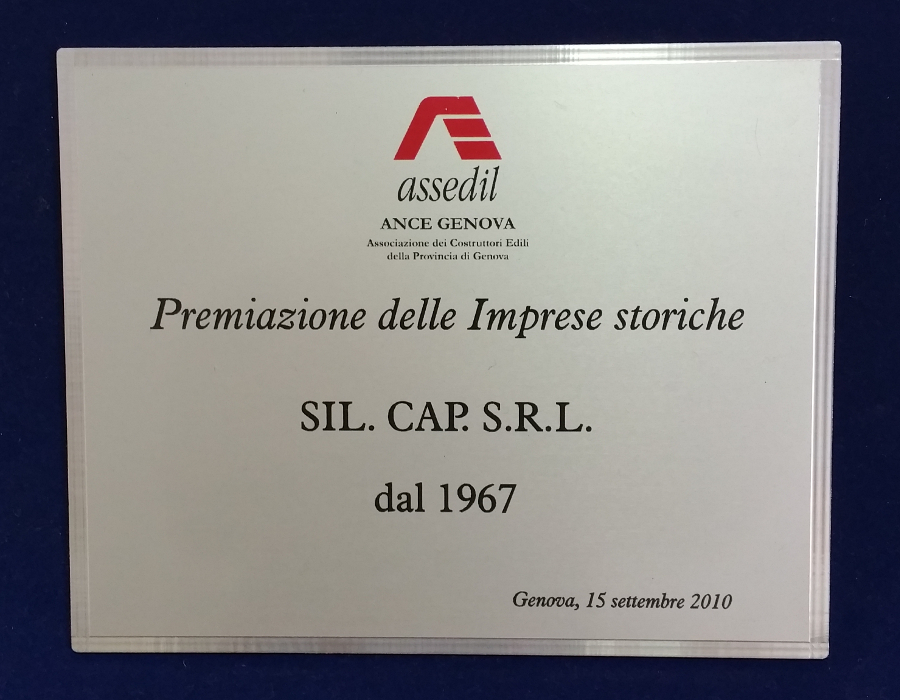 assedil
ANCE GENOVA
Associazione dei Costruttori Edili
della Provincia di Genova
Premiazione delle Imprese storiche
SIL. CAP. S.R.L.
dal 1967
Genova, 15 settembre 2010